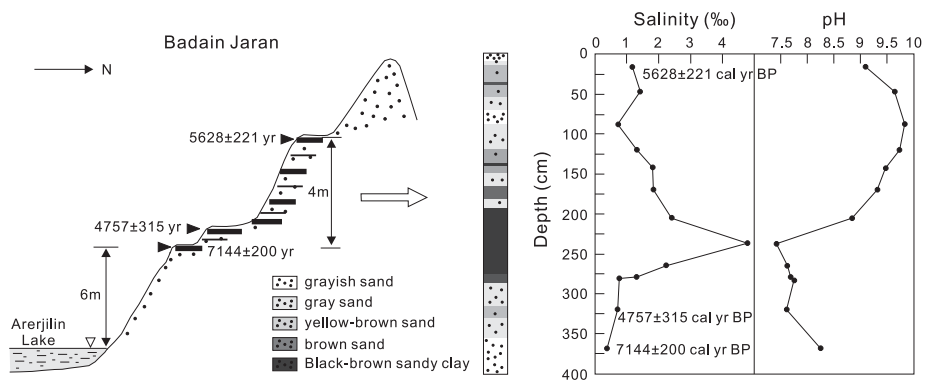 Badain Jaran
N
5628±221 yr
4m
4757±315 yr
7144±200 yr
6m
Arerjilin
Lake
grayish sand
gray sand
yellow-brown sand
brown sand
Black-brown sandy clay
Salinity (‰)
pH
0 1 2 4 7.5 8 8.5 9 9.5 10
0
50
100
150
200
250
300
350
400
Depth (cm)
5628±221 cal yr BP
4757±315 cal yr BP
7144±200 cal yr BP